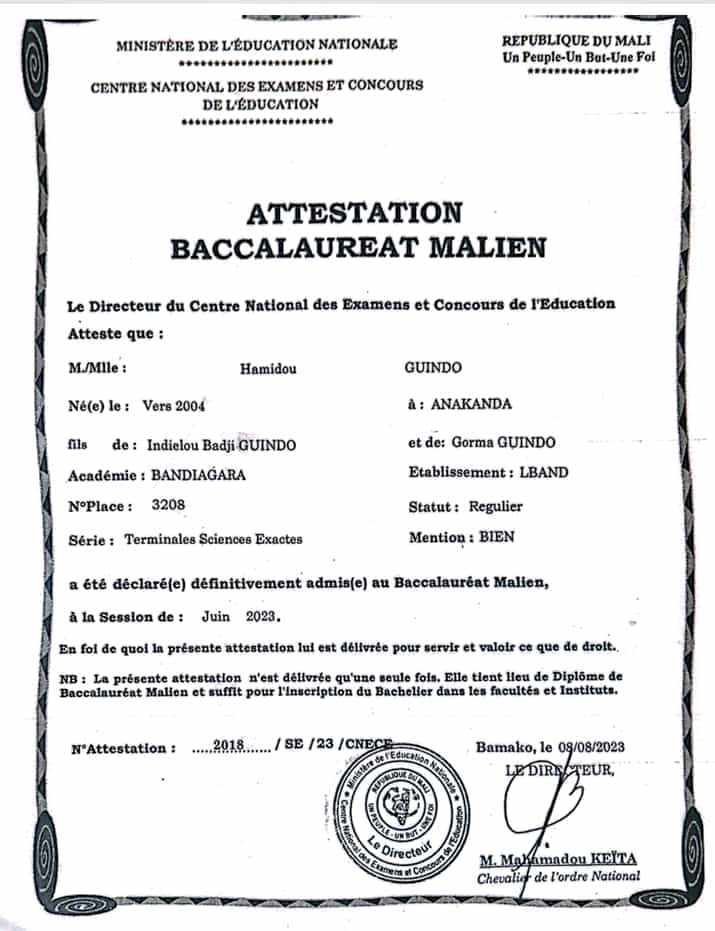 MINISTÈRE DE L'ÉDUCATION NATIONALE
***********************
CENTRE NATIONAL DES EXAMENS ET CONCOURS
DE L'ÉDUCATION
***********************
REPUBLIQUE DU MALI
Un Peuple-Un But-Une Foi
*****************
ATTESTATION
BACCALAUREAT MALIEN
Le Directeur du Centre National des Examens et Concours de l'Education
Atteste que :
M./Mlle : Hamidou GUINDO
Né(e) le : Vers 2004 à : ANAKANDA
fils de : Indielou Badji GUINDO et de: Gorma GUINDO
Académie : BANDIAGARA Etablissement : LBAND
N°Place : 3208 Statut : Regulier
Série : Terminales Sciences Exactes Mention : BIEN
a été déclaré(e) définitivement admis(e) au Baccalauréat Malien,
à la Session de : Juin 2023.
En foi de quoi la présente attestation lui est délivrée pour servir et valoir ce que de droit.
NB : La présente attestation n'est délivrée qu'une seule fois. Elle tient lieu de Diplôme de
Baccalauréat Malien et suffit pour l'inscription du Bachelier dans les facultés et Instituts.
N°Attestation : .....2018...... / SE /23 /CNECE
Bamako, le 08/08/2023
LE DIRECTEUR,
Ministère de l'Education Nationale
Centre National des Examens et Concours de l'Education
REPUBLIQUE DU MALI
UN PEUPLE - UN BUT - UNE FOI
Le Directeur
M. Mahamadou KEÏTA
Chevalier de l'ordre National